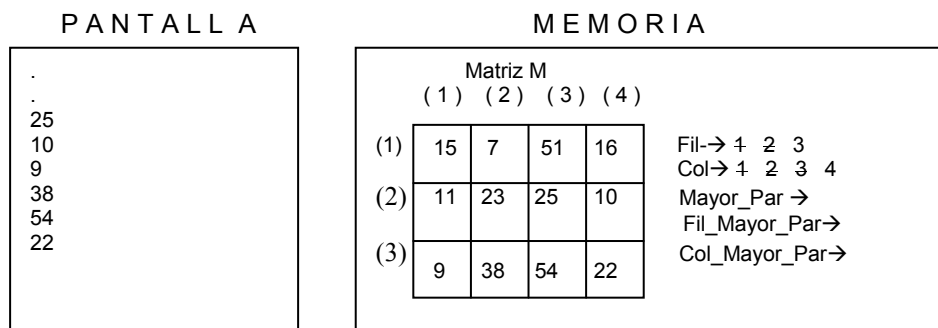 P A N T A L L A
.
.
25
10
9
38
54
22
M E M O R I A
Matriz M
( 1 ) ( 2 ) ( 3 ) ( 4 )
(1) 15 7 51 16
(2) 11 23 25 10
(3) 9 38 54 22
Fil-→ 1 2 3
Col→ 1 2 3 4
Mayor_Par →
Fil_Mayor_Par→
Col_Mayor_Par→